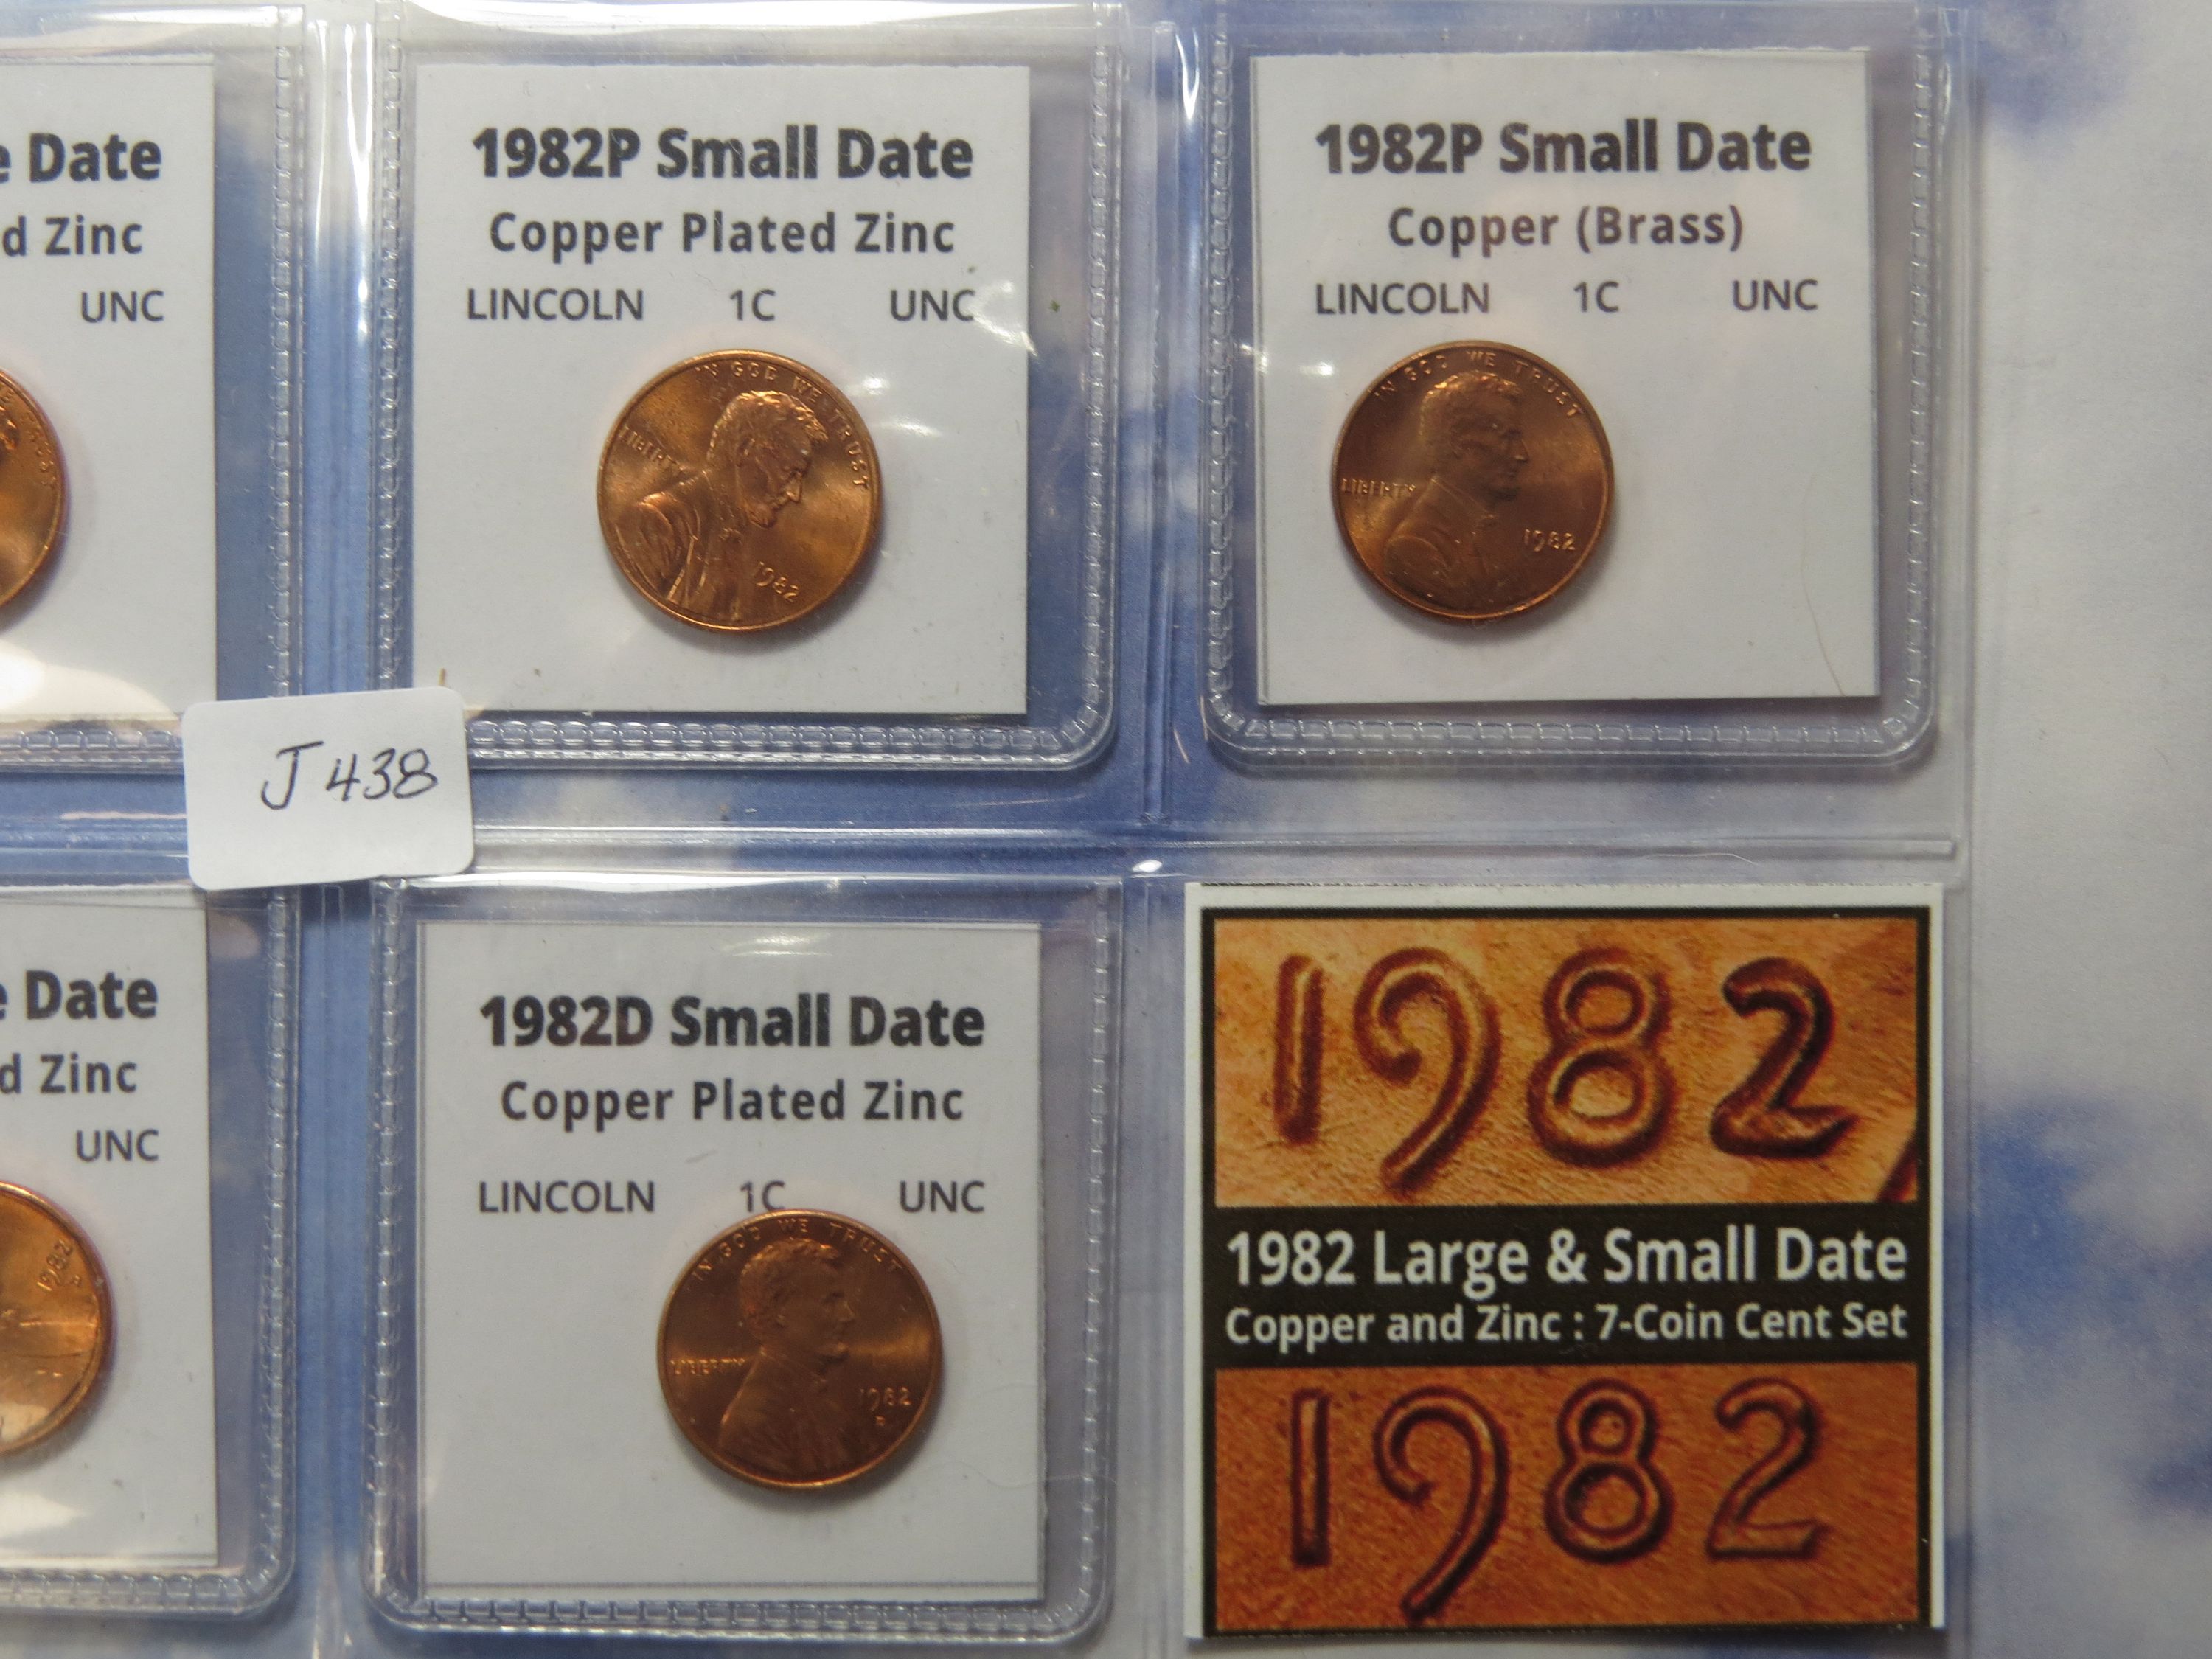 e Date
d Zinc
UNC
1982P Small Date
Copper Plated Zinc
LINCOLN 1C UNC
IN GOD WE TRUST
LIBERTY
1982
1982P Small Date
Copper (Brass)
LINCOLN 1C UNC
IN GOD WE TRUST
LIBERTY
1982
J438
e Date
d Zinc
UNC
1982
1982D Small Date
Copper Plated Zinc
LINCOLN 1C UNC
IN GOD WE TRUST
LIBERTY
1982
D
1982
1982 Large & Small Date
Copper and Zinc : 7-Coin Cent Set
1982